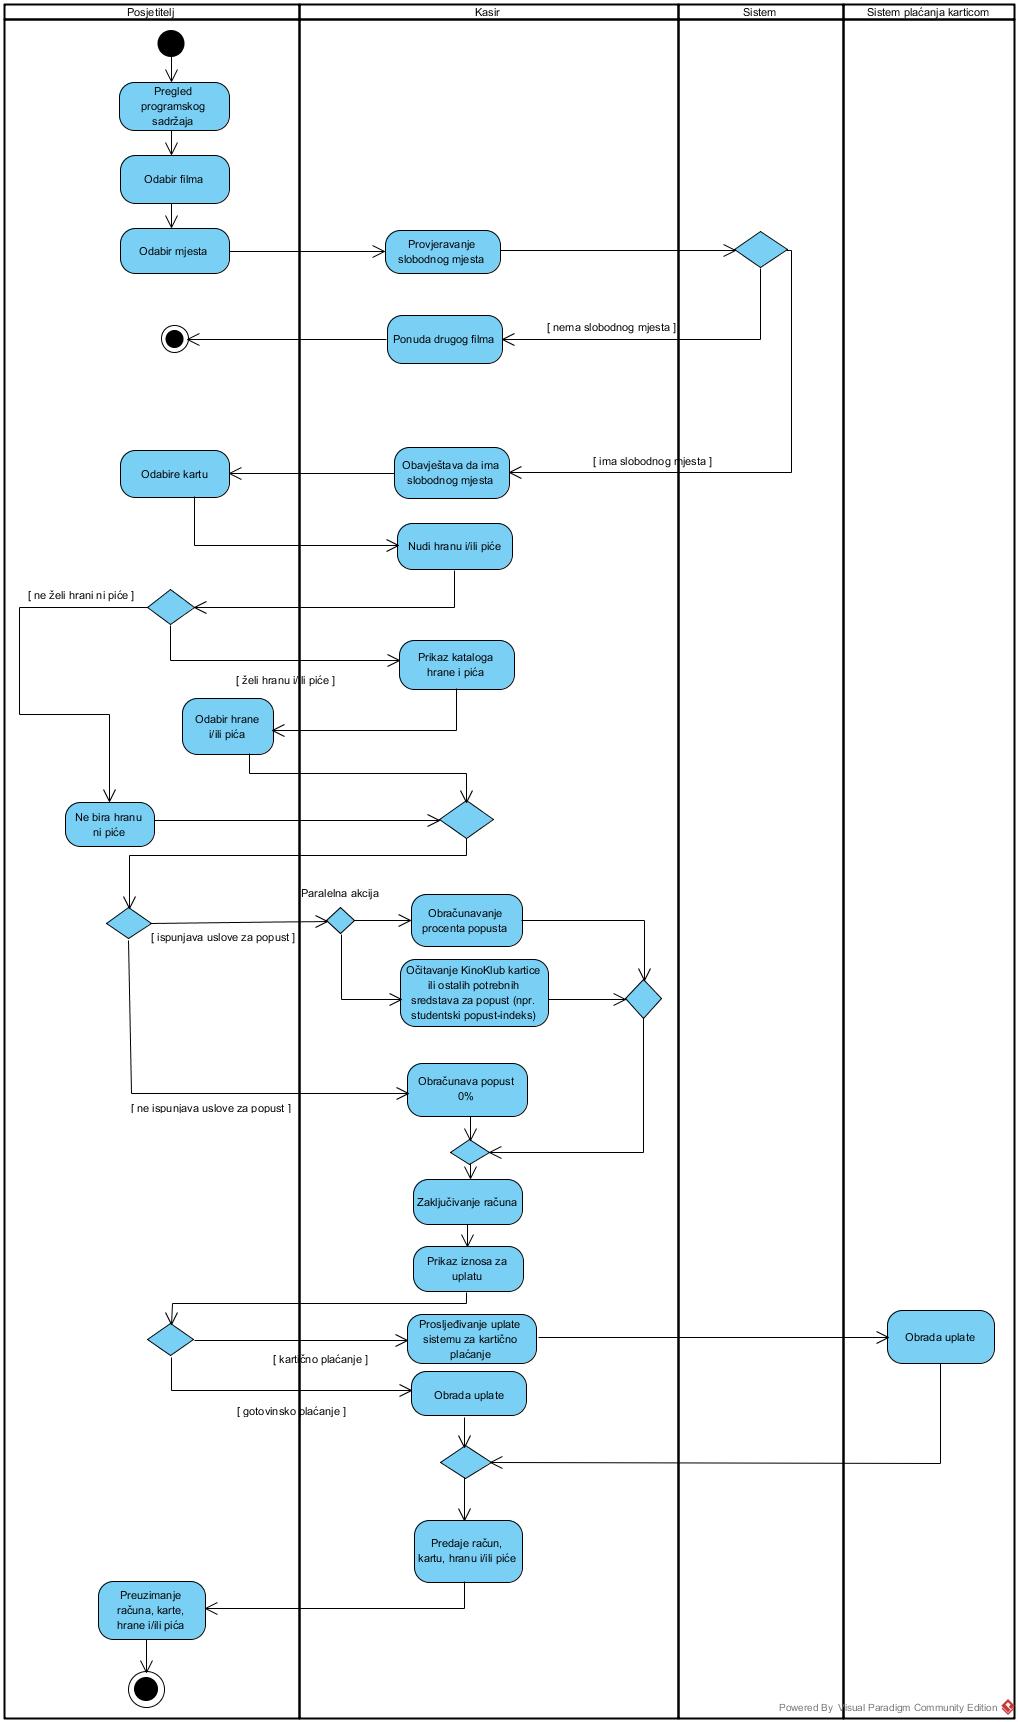 Posjetitelj
Kasir
Sistem
Sistem plaćanja karticom
Pregled
programskog
sadržaja
Odabir filma
Odabir mjesta
Provjeravanje
slobodnog mjesta
[ nema slobodnog mjesta ]
Ponuda drugog filma
[ ima slobodnog mjesta ]
Obavještava da ima
slobodnog mjesta
Odabire kartu
Nudi hranu i/ili piće
[ ne želi hrani ni piće ]
Prikaz kataloga
hrane i pića
[ želi hranu i/ili piće ]
Odabir hrane
i/ili pića
Ne bira hranu
ni piće
Paralelna akcija
Obračunavanje
procenta popusta
[ ispunjava uslove za popust ]
Očitavanje KinoKlub kartice
ili ostalih potrebnih
sredstava za popust (npr.
studentski popust-indeks)
Obračunava popust
0%
[ ne ispunjava uslove za popust ]
Zaključivanje računa
Prikaz iznosa za
uplatu
Prosljeđivanje uplate
sistemu za kartično
plaćanje
Obrada uplate
[ kartično plaćanje ]
Obrada uplate
[ gotovinsko plaćanje ]
Predaje račun,
kartu, hranu i/ili piće
Preuzimanje
računa, karte,
hrane i/ili pića
Powered By Visual Paradigm Community Edition